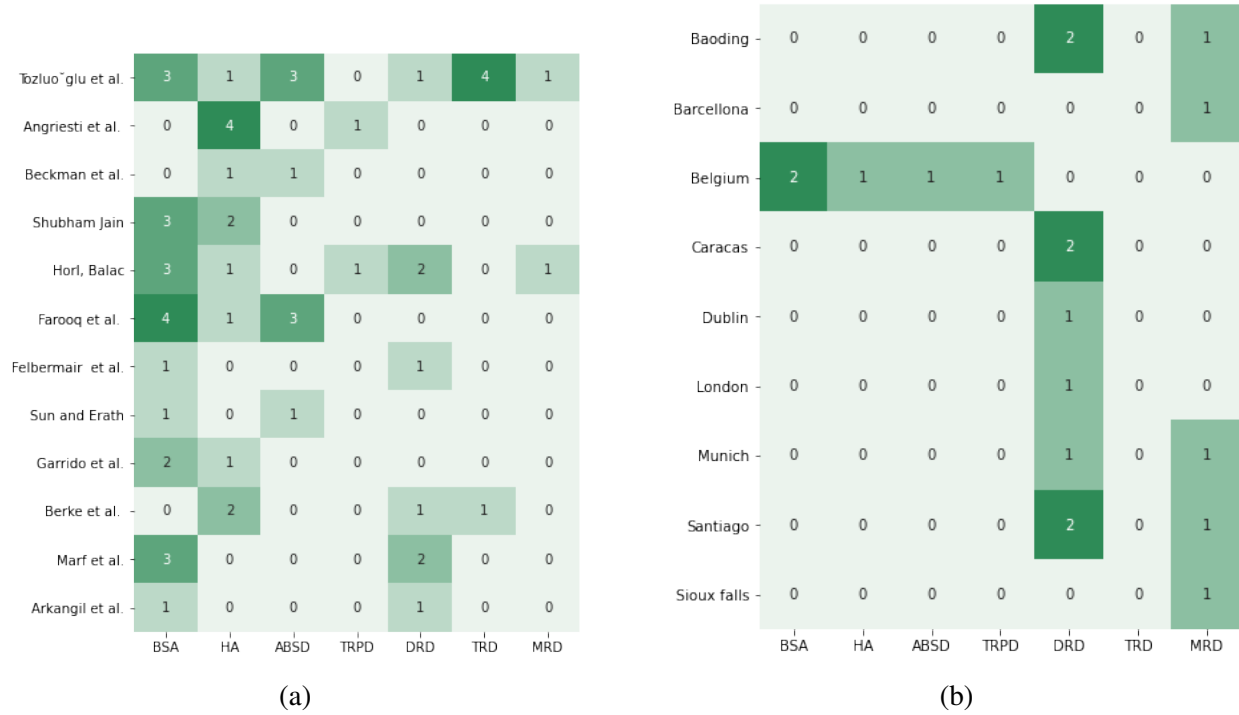 Tozluoˇglu et al. 3 1 3 0 1 4 1
Angriesti et al. 0 4 0 1 0 0 0
Beckman et al. 0 1 1 0 0 0 0
Shubham Jain 3 2 0 0 0 0 0
Horl, Balac 3 1 0 1 2 0 1
Farooq et al. 4 1 3 0 0 0 0
Felbermair et al. 1 0 0 0 1 0 0
Sun and Erath 1 0 1 0 0 0 0
Garrido et al. 2 1 0 0 0 0 0
Berke et al. 0 2 0 0 1 1 0
Marf et al. 3 0 0 0 2 0 0
Arkangil et al. 1 0 0 0 1 0 0
BSA HA ABSD TRPD DRD TRD MRD
(a)
Baoding 0 0 0 0 2 0 1
Barcellona 0 0 0 0 0 0 1
Belgium 2 1 1 1 0 0 0
Caracas 0 0 0 0 2 0 0
Dublin 0 0 0 0 1 0 0
London 0 0 0 0 1 0 0
Munich 0 0 0 0 1 0 1
Santiago 0 0 0 0 2 0 1
Sioux falls 0 0 0 0 0 0 1
BSA HA ABSD TRPD DRD TRD MRD
(b)